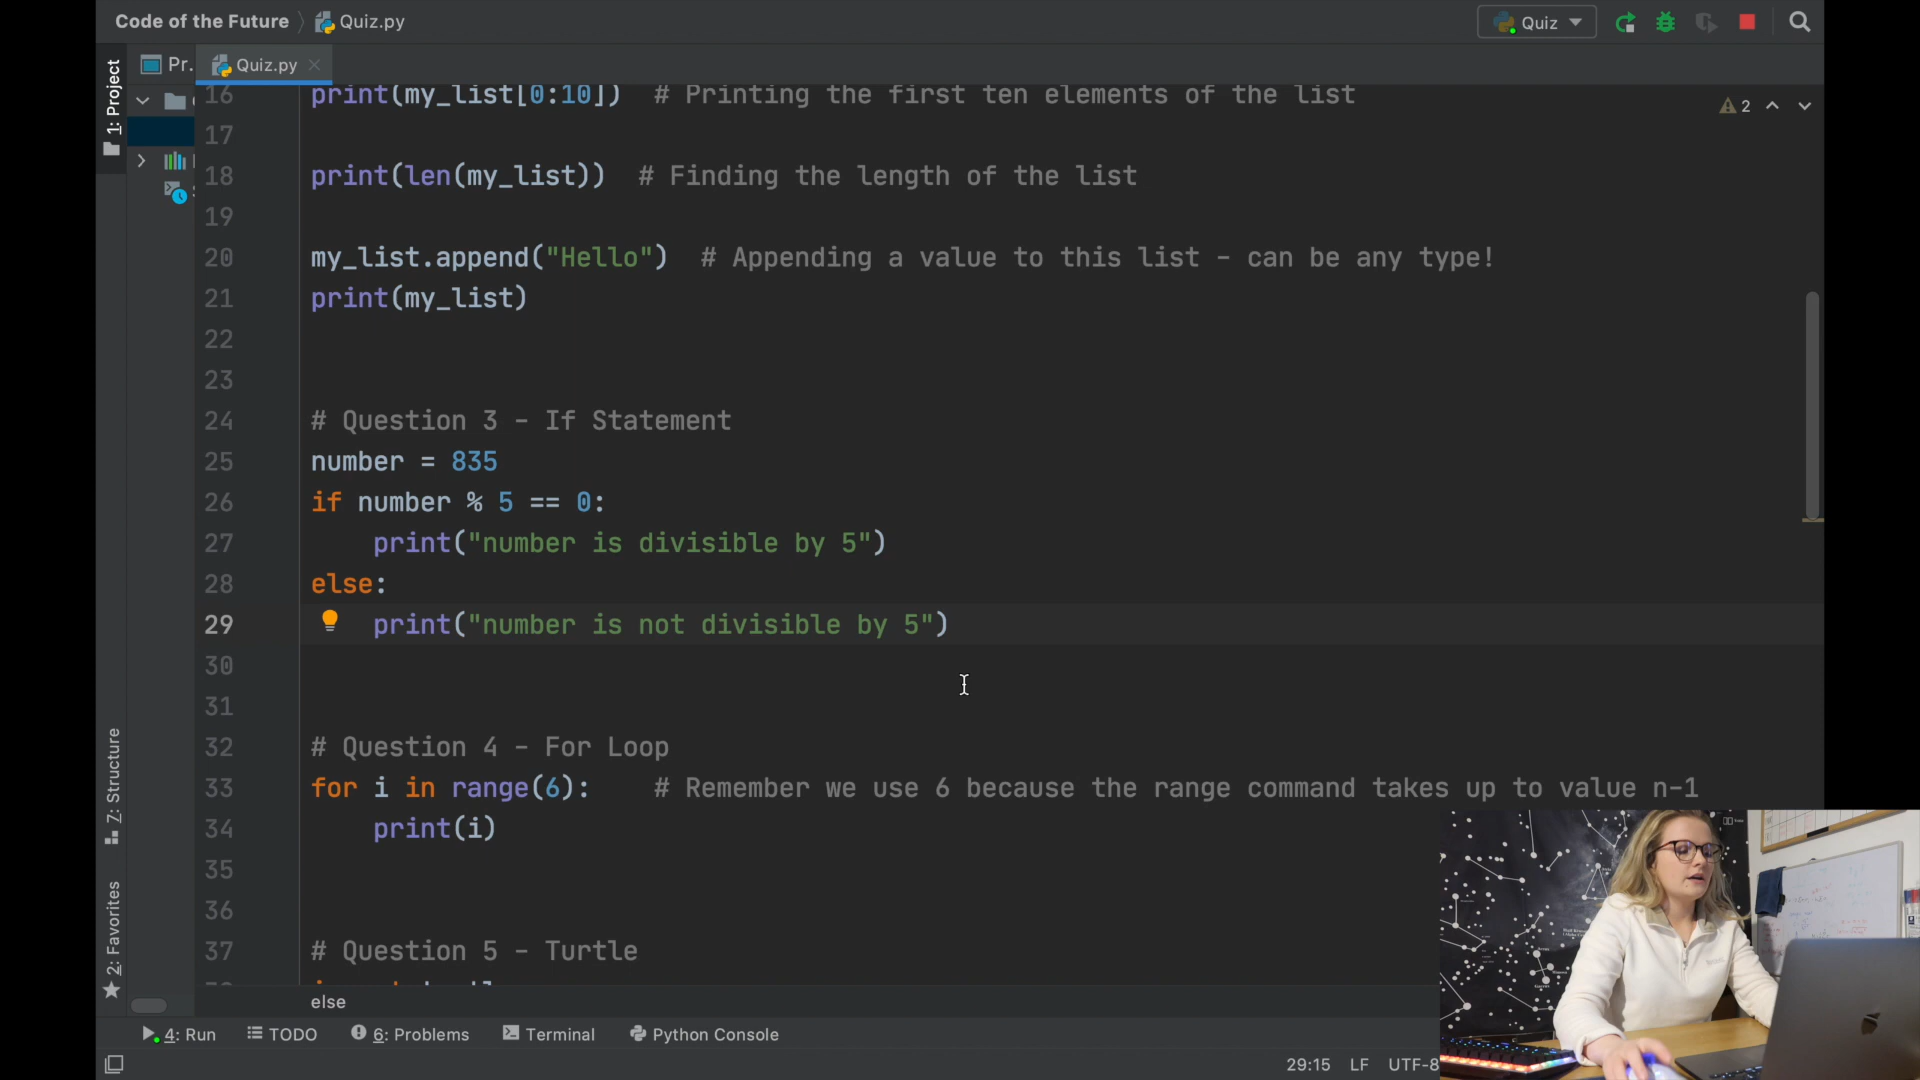 Code of the Future Quiz.py
Quiz
1: Project
Pr.
Quiz.py
2
16 print(my_list[0:10]) # Printing the first ten elements of the list
17
18 print(len(my_list)) # Finding the length of the list
19
20 my_list.append("Hello") # Appending a value to this list - can be any type!
21 print(my_list)
22
23
24 # Question 3 - If Statement
25 number = 835
26 if number % 5 == 0:
27 print("number is divisible by 5")
28 else:
29 print("number is not divisible by 5")
30
31
32 # Question 4 - For Loop
33 for i in range(6): # Remember we use 6 because the range command takes up to value n-1
34 print(i)
35
36
37 # Question 5 - Turtle
Z: Structure
2: Favorites
else
4: Run TODO 6: Problems Terminal Python Console
29:15 LF UTF-8